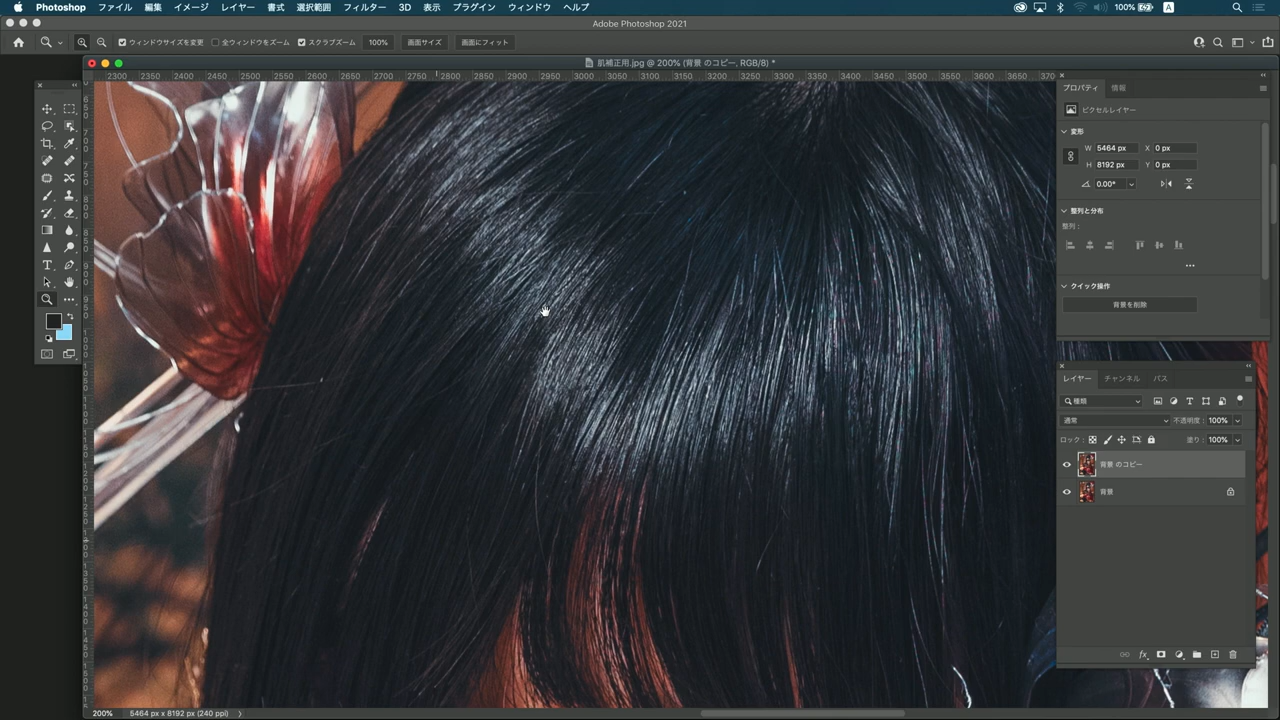 Photoshop ファイル 編集 イメージ レイヤー 書式 選択範囲 フィルター 3D 表示 プラグイン ウィンドウ ヘルプ 100% A
Adobe Photoshop 2021
ウィンドウサイズを変更 全ウィンドウをズーム スクラブズーム 100% 画面サイズ 画面にフィット
肌補正用.jpg @ 200% (背景 のコピー, RGB/8) *
2300 2350 2400 2450 2500 2550 2600 2650 2700 2750 2800 2850 2900 2950 3000 3050 3100 3150 3200 3250 3300 3350 3400 3450 3500 3550 3600 3650
プロパティ 情報
ピクセルレイヤー
変形
W 5464 px X 0 px
H 8192 px Y 0 px
0.00°
整列と分布
整列 :
クイック操作
背景を削除
レイヤー チャンネル パス
種類
通常 不透明度 : 100%
ロック : 塗り : 100%
背景 のコピー
背景
fx
200% 5464 px x 8192 px (240 ppi)